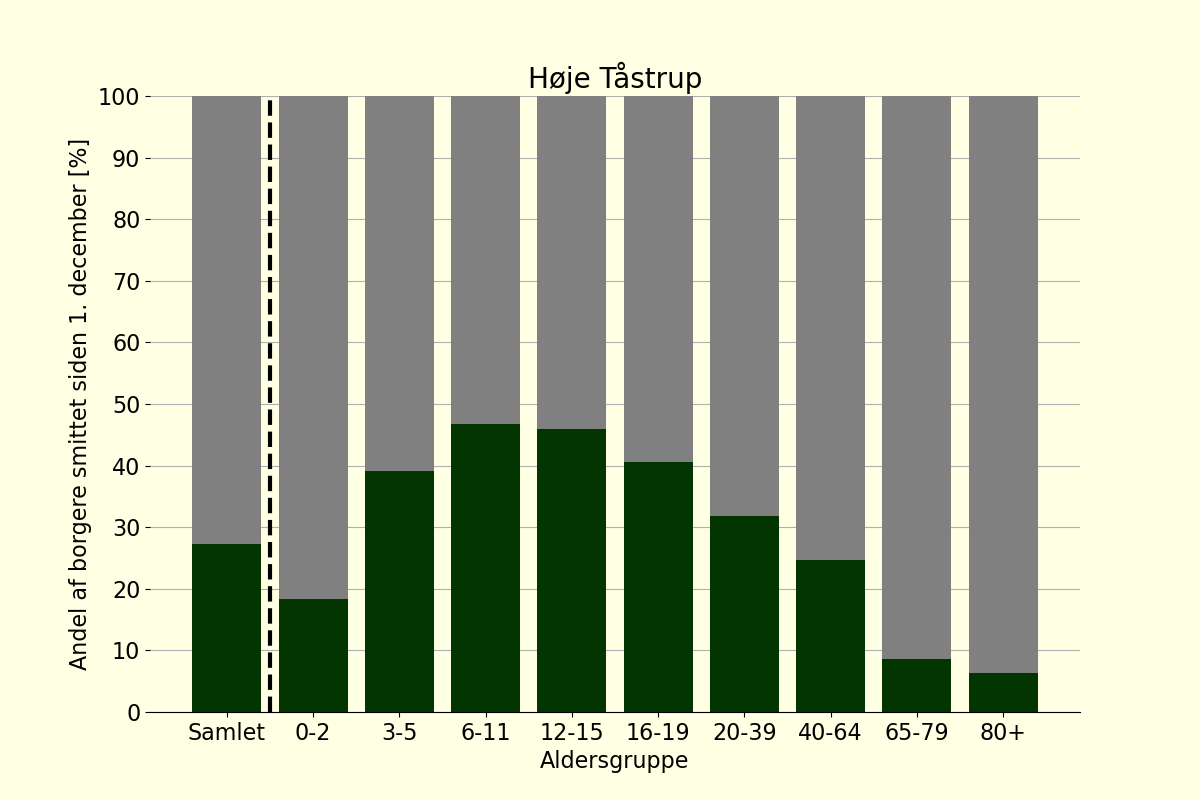 Høje Tåstrup
Andel af borgere smittet siden 1. december [%]
100
90
80
70
60
50
40
30
20
10
0
Samlet 0-2 3-5 6-11 12-15 16-19 20-39 40-64 65-79 80+
Aldersgruppe